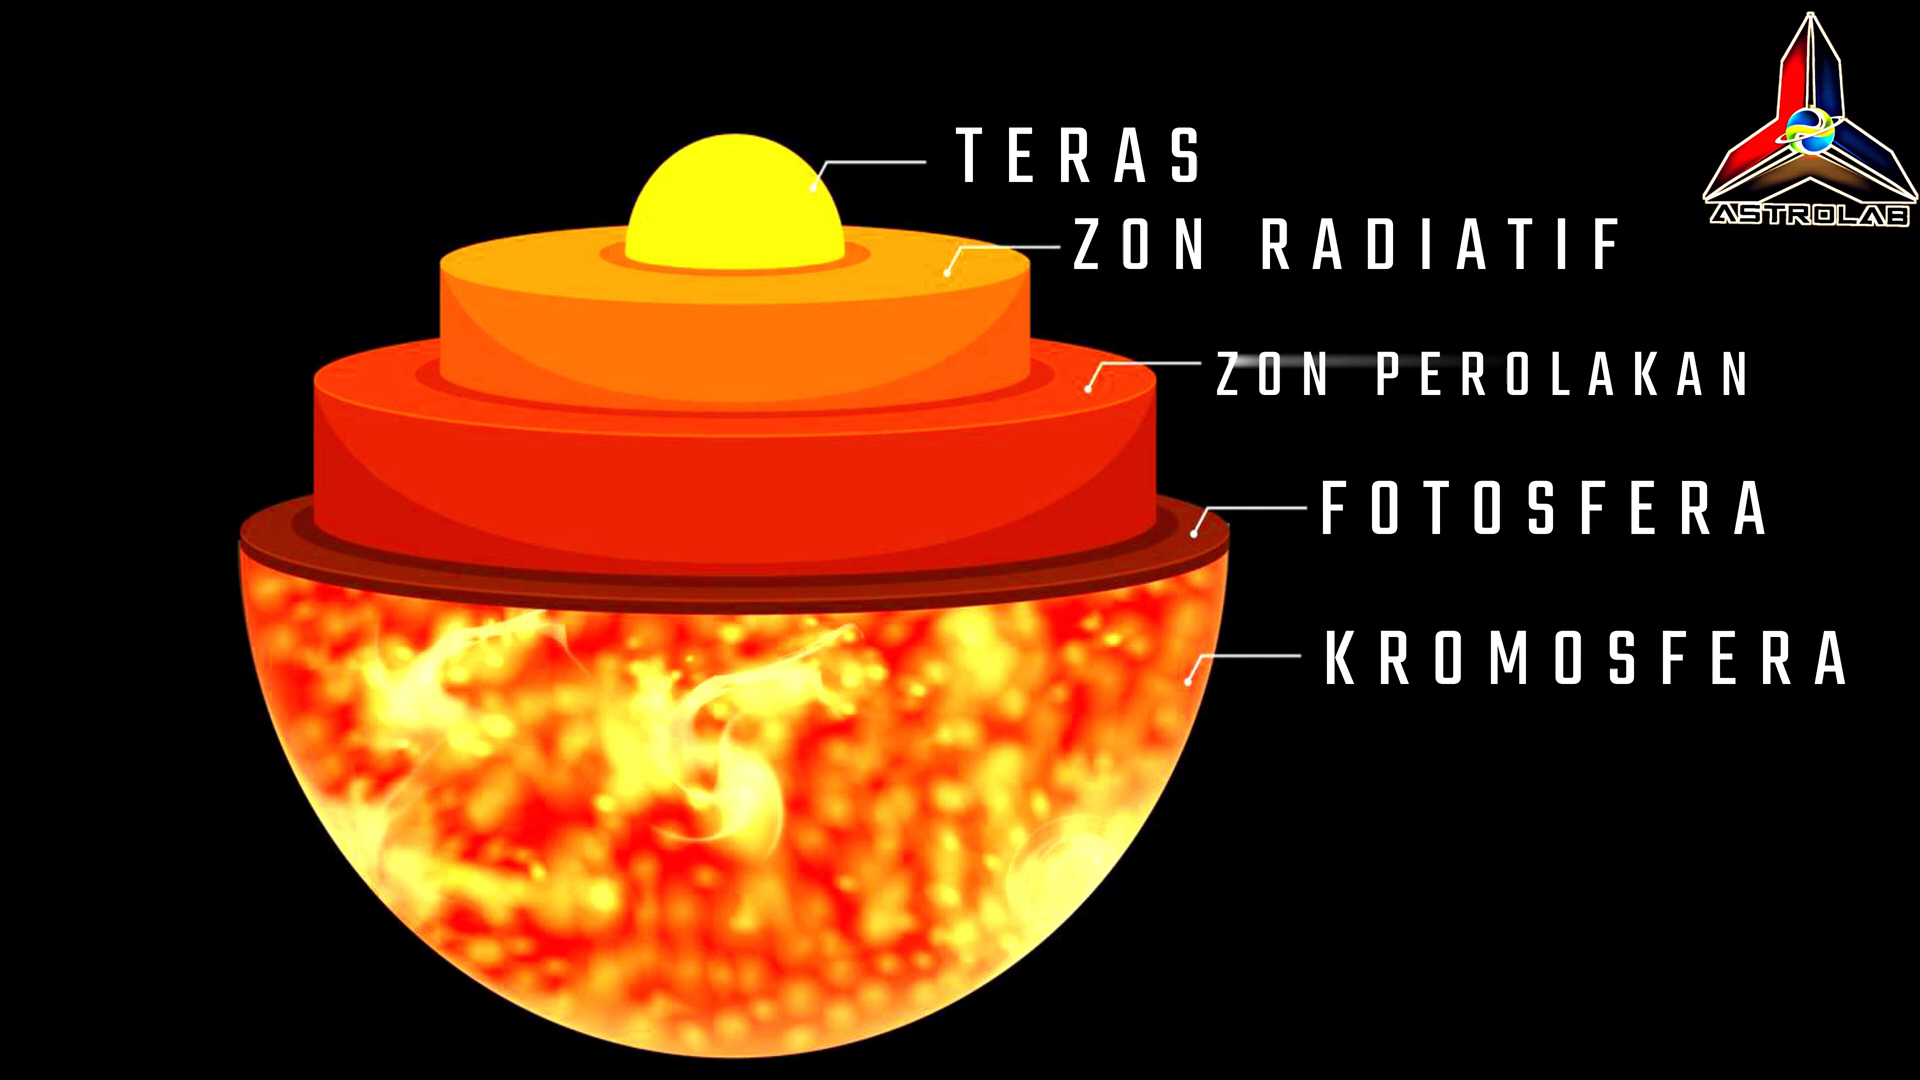 TERAS
ASTROLAB
ZON RADIATIF
ZON PEROLAKAN
FOTOSFERA
KROMOSFERA